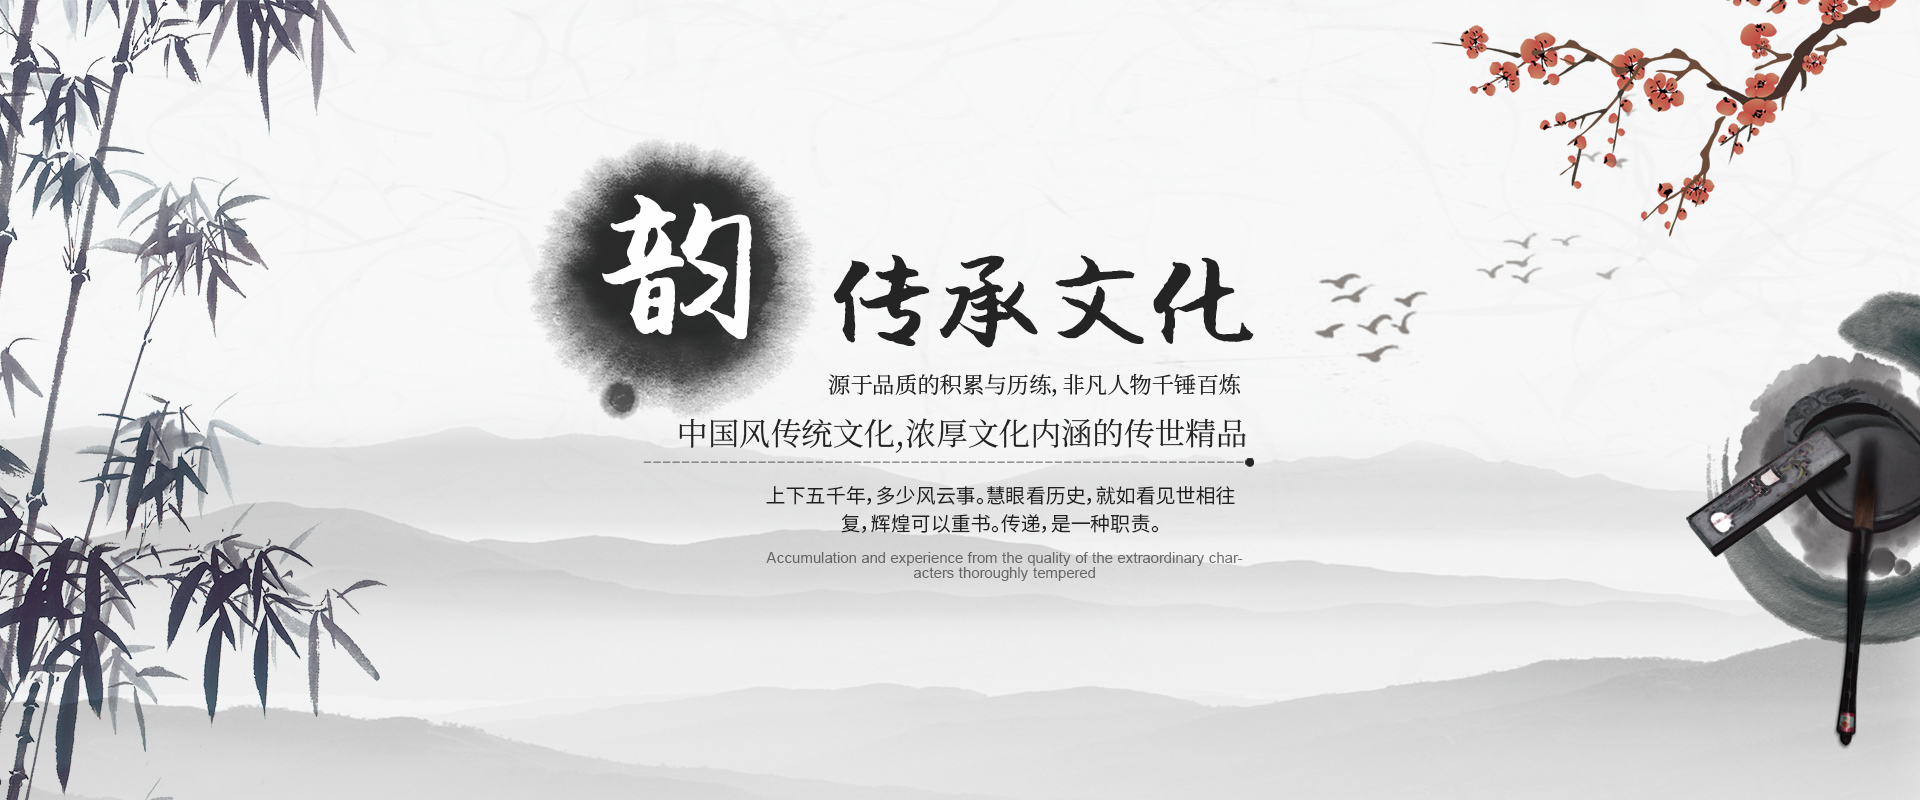 韵
传承文化
源于品质的积累与历练, 非凡人物千锤百炼
中国风传统文化,浓厚文化内涵的传世精品
上下五千年，多少风云事。慧眼看历史，就如看见世相往
复，辉煌可以重书。传递，是一种职责。
Accumulation and experience from the quality of the extraordinary char-
acters thoroughly tempered